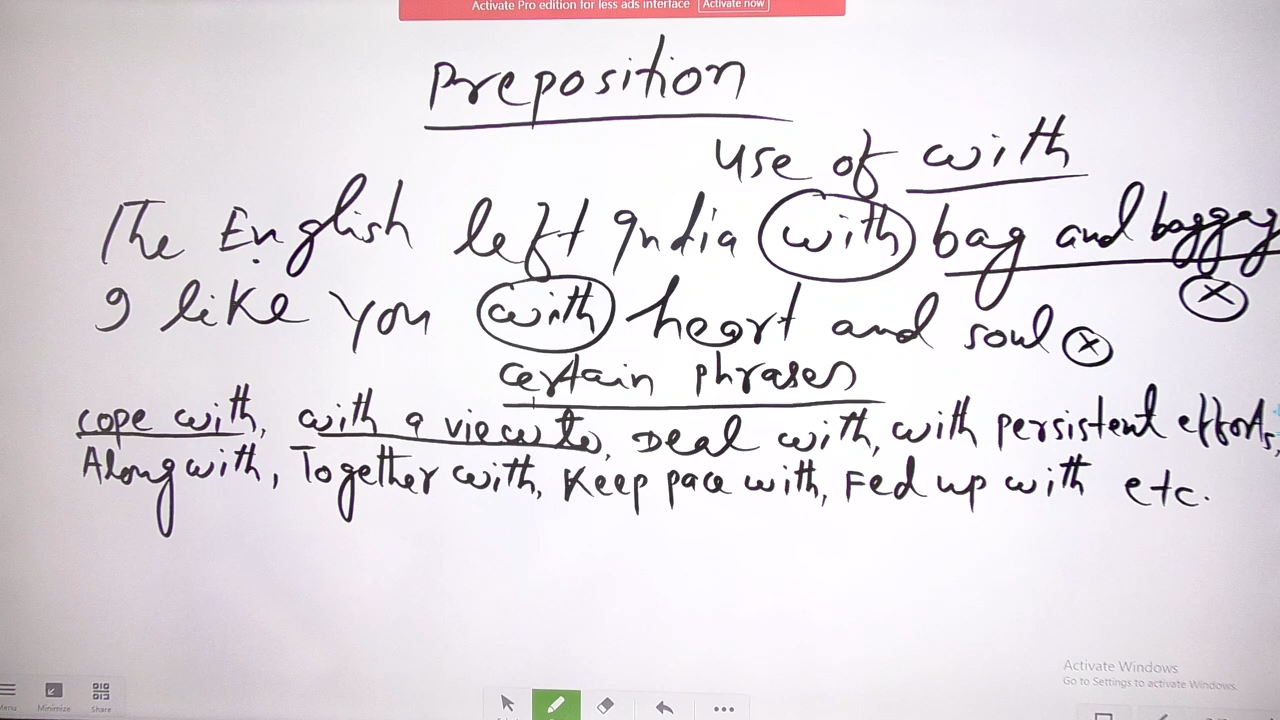 Activate Pro edition for less ads interface Activate now
Preposition
use of with
The English left India with bag and baggag
I like you with heart and soul
certain phrases
cope with, with a view to, Deal with, with persistent efforts,
Along with, Together with, Keep pace with, Fed up with etc.
Activate Windows
Go to Settings to activate Windows.
Menu Minimize Share